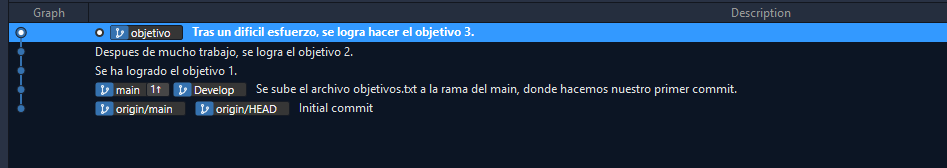 Graph Description
objetivo Tras un difícil esfuerzo, se logra hacer el objetivo 3.
Despues de mucho trabajo, se logra el objetivo 2.
Se ha logrado el objetivo 1.
main 1↑ Develop Se sube el archivo objetivos.txt a la rama del main, donde hacemos nuestro primer commit.
origin/main origin/HEAD Initial commit